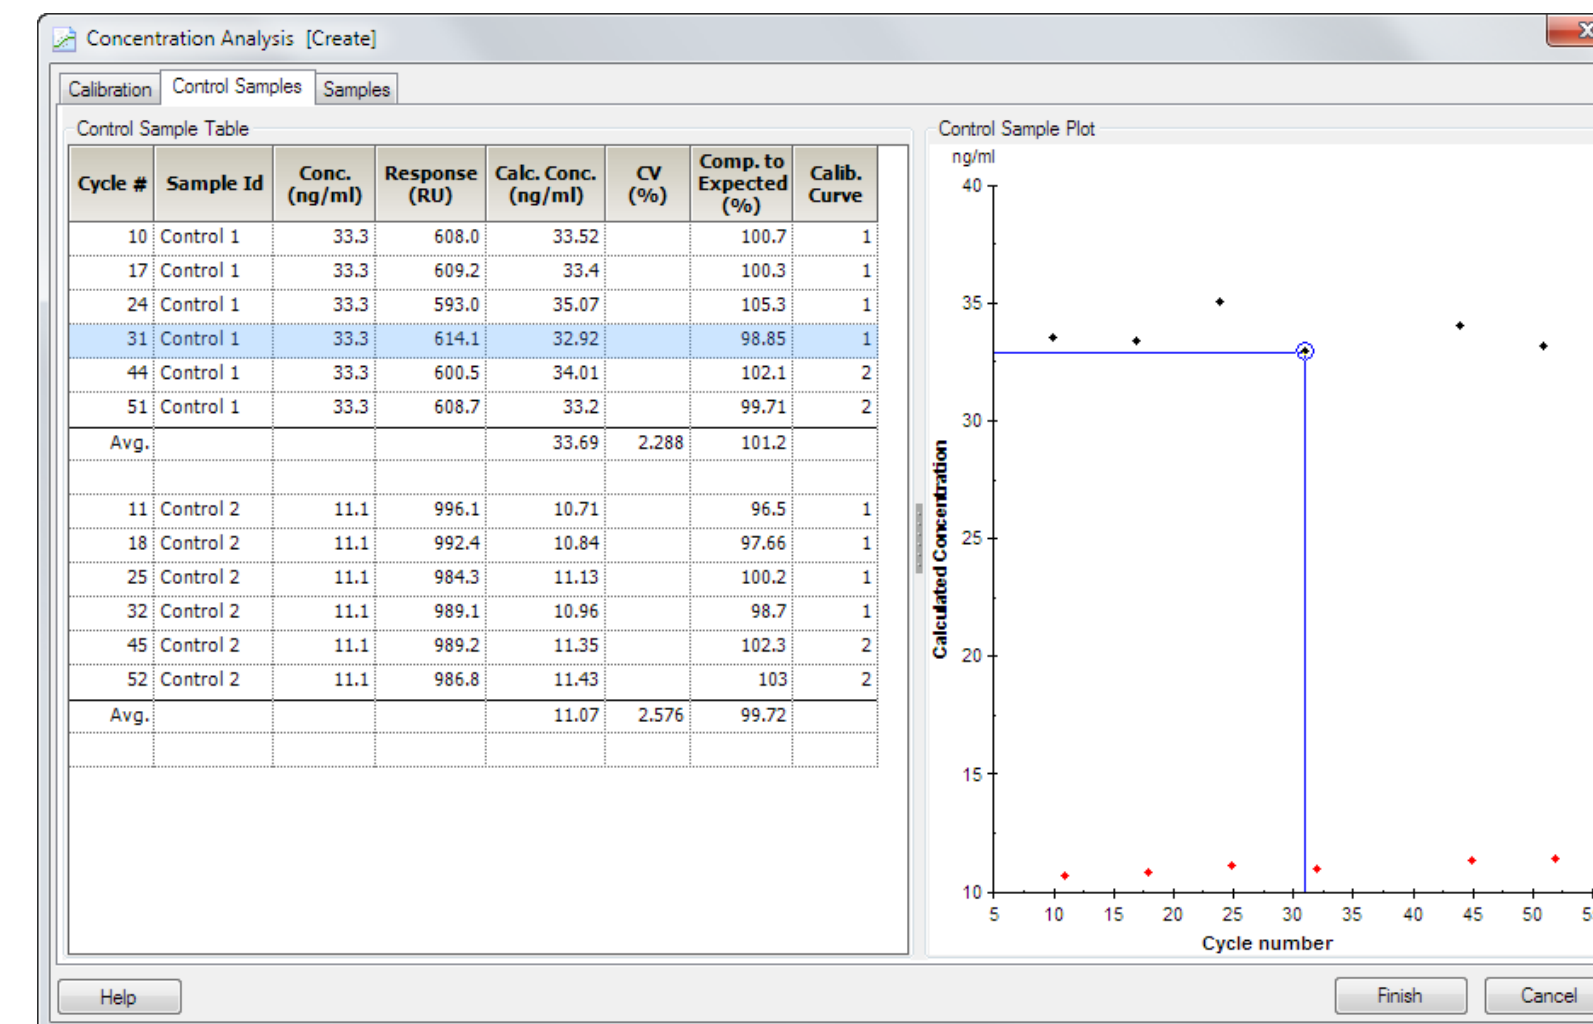 Concentration Analysis [Create]
Calibration Control Samples Samples
Control Sample Table
Cycle # Sample Id Conc. (ng/ml) Response (RU) Calc. Conc. (ng/ml) CV (%) Comp. to Expected (%) Calib. Curve
10 Control 1 33.3 608.0 33.52 100.7 1
17 Control 1 33.3 609.2 33.4 100.3 1
24 Control 1 33.3 593.0 35.07 105.3 1
31 Control 1 33.3 614.1 32.92 98.85 1
44 Control 1 33.3 600.5 34.01 102.1 2
51 Control 1 33.3 608.7 33.2 99.71 2
Avg. 33.69 2.288 101.2
11 Control 2 11.1 996.1 10.71 96.5 1
18 Control 2 11.1 992.4 10.84 97.66 1
25 Control 2 11.1 984.3 11.13 100.2 1
32 Control 2 11.1 989.1 10.96 98.7 1
45 Control 2 11.1 989.2 11.35 102.3 2
52 Control 2 11.1 986.8 11.43 103 2
Avg. 11.07 2.576 99.72
Control Sample Plot
ng/ml
40
35
30
25
20
15
10
Calculated Concentration
5 10 15 20 25 30 35 40 45 50
Cycle number
Help Finish Cancel